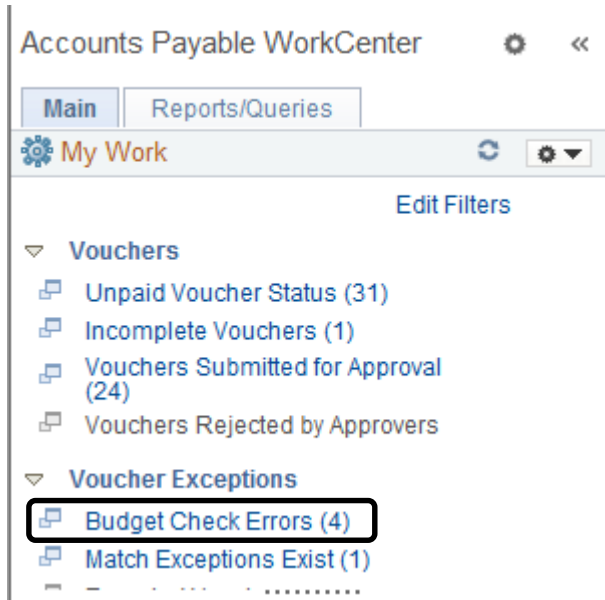 Accounts Payable WorkCenter
Main Reports/Queries
My Work
Edit Filters
Vouchers
Unpaid Voucher Status (31)
Incomplete Vouchers (1)
Vouchers Submitted for Approval
(24)
Vouchers Rejected by Approvers
Voucher Exceptions
Budget Check Errors (4)
Match Exceptions Exist (1)